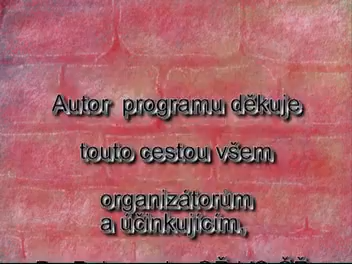 Autor programu děkuje
touto cestou všem
organizátorům
a účinkujícím,